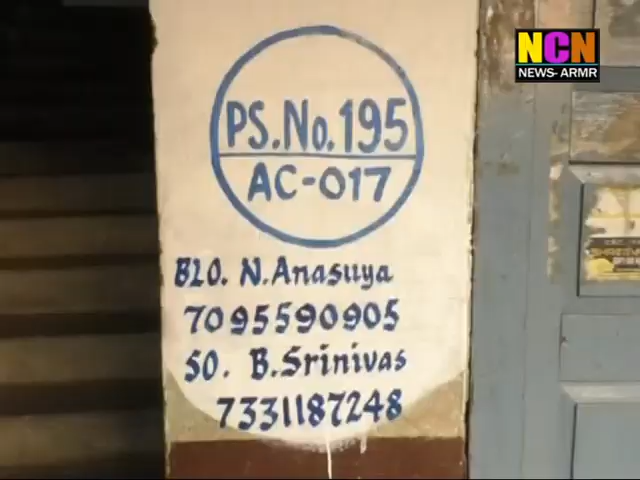 NCN
NEWS- ARMR
PS.No.195
AC-017
BLO. N.Anasuya
7095590905
SO. B.Srinivas
7331187248